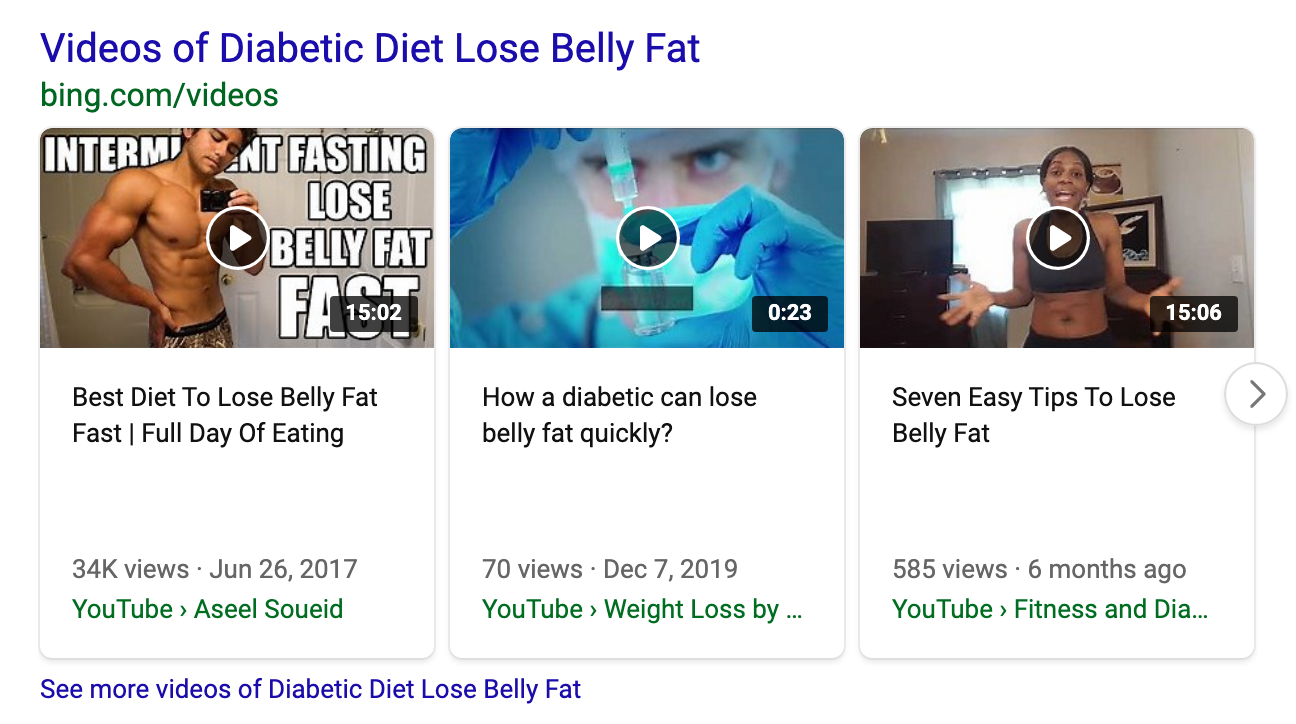 Videos of Diabetic Diet Lose Belly Fat
bing.com/videos
INTERMI NT FASTING
LOSE
BELLY FAT
FAST
15:02
0:23
15:06
Best Diet To Lose Belly Fat
Fast | Full Day Of Eating
34K views · Jun 26, 2017
YouTube › Aseel Soueid
How a diabetic can lose
belly fat quickly?
70 views · Dec 7, 2019
YouTube › Weight Loss by ...
Seven Easy Tips To Lose
Belly Fat
585 views · 6 months ago
YouTube › Fitness and Dia...
See more videos of Diabetic Diet Lose Belly Fat